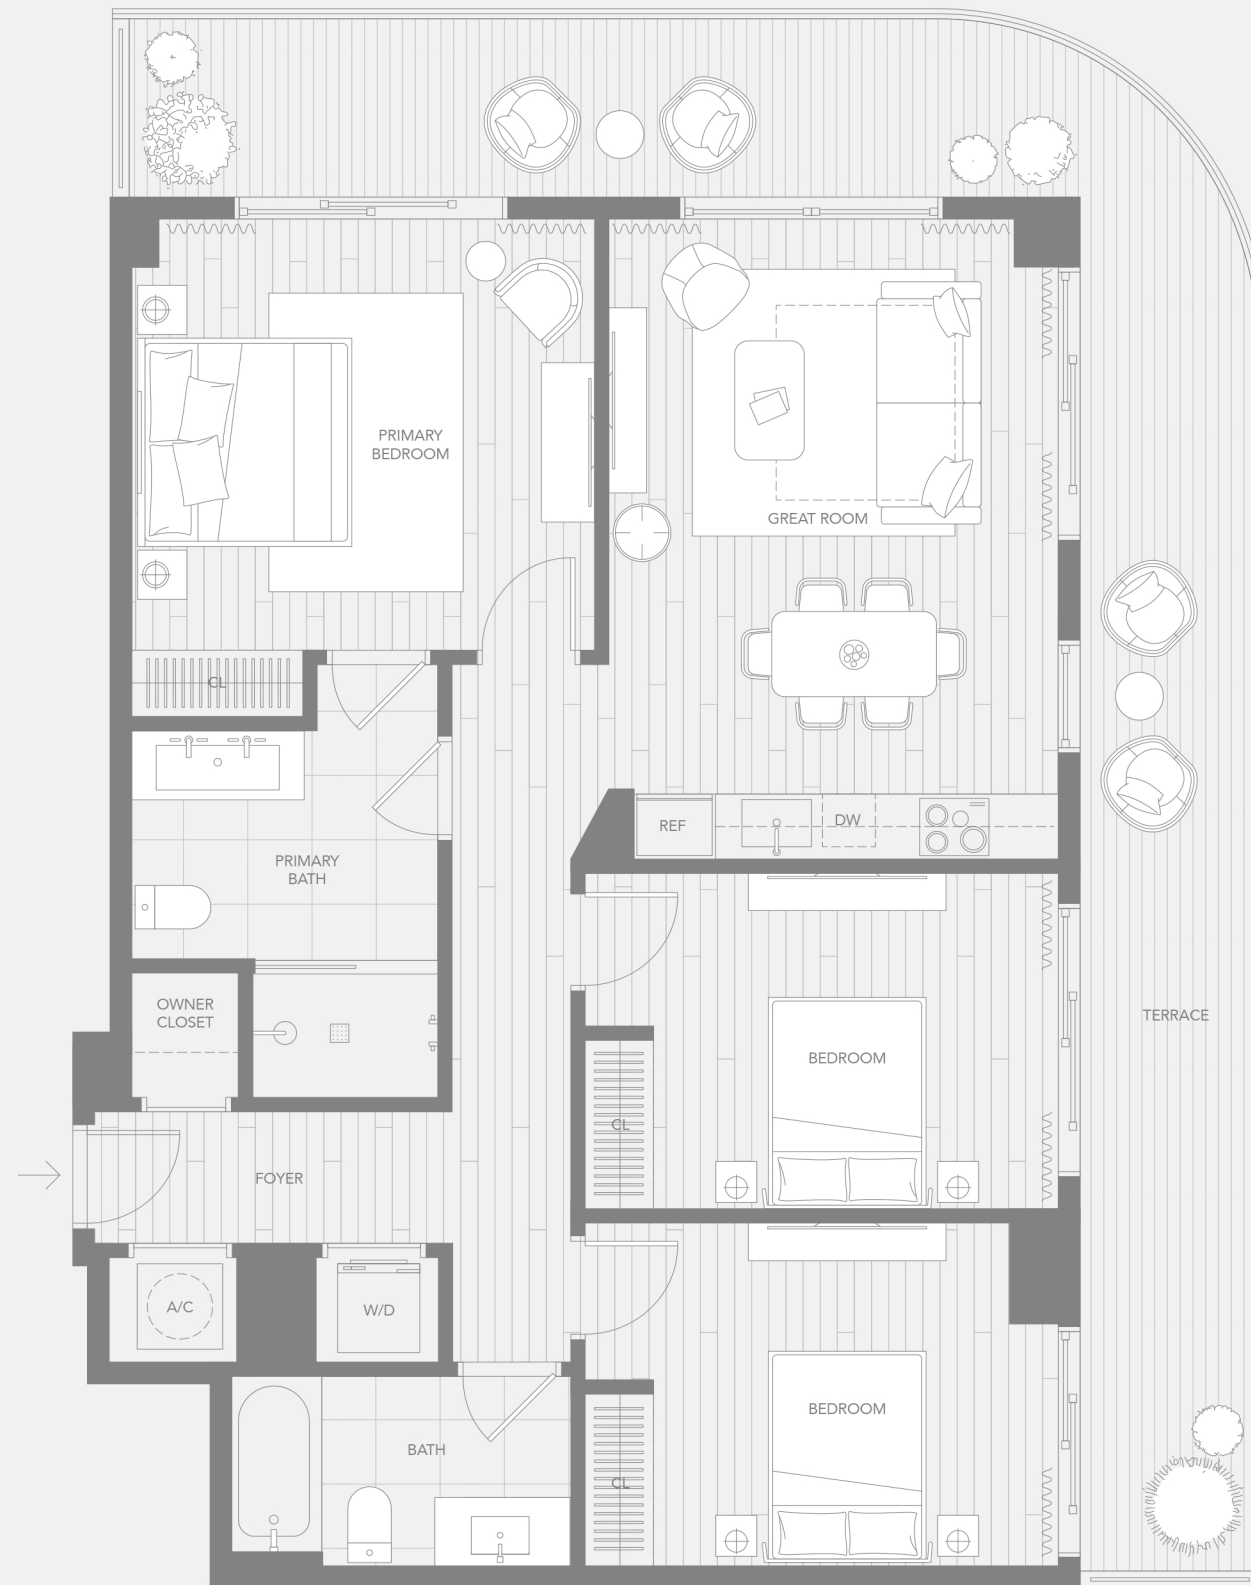 PRIMARY
BEDROOM
GREAT ROOM
CL
REF
DW
PRIMARY
BATH
OWNER
CLOSET
TERRACE
BEDROOM
CL
FOYER
A/C
W/D
BEDROOM
BATH
CL